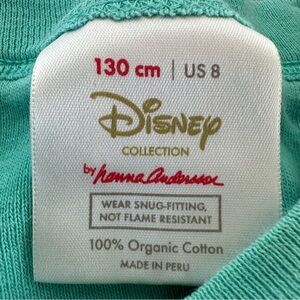 130 cm | US 8
Disney
COLLECTION
by hanna Andersson
WEAR SNUG-FITTING,
NOT FLAME RESISTANT
100% Organic Cotton
MADE IN PERU